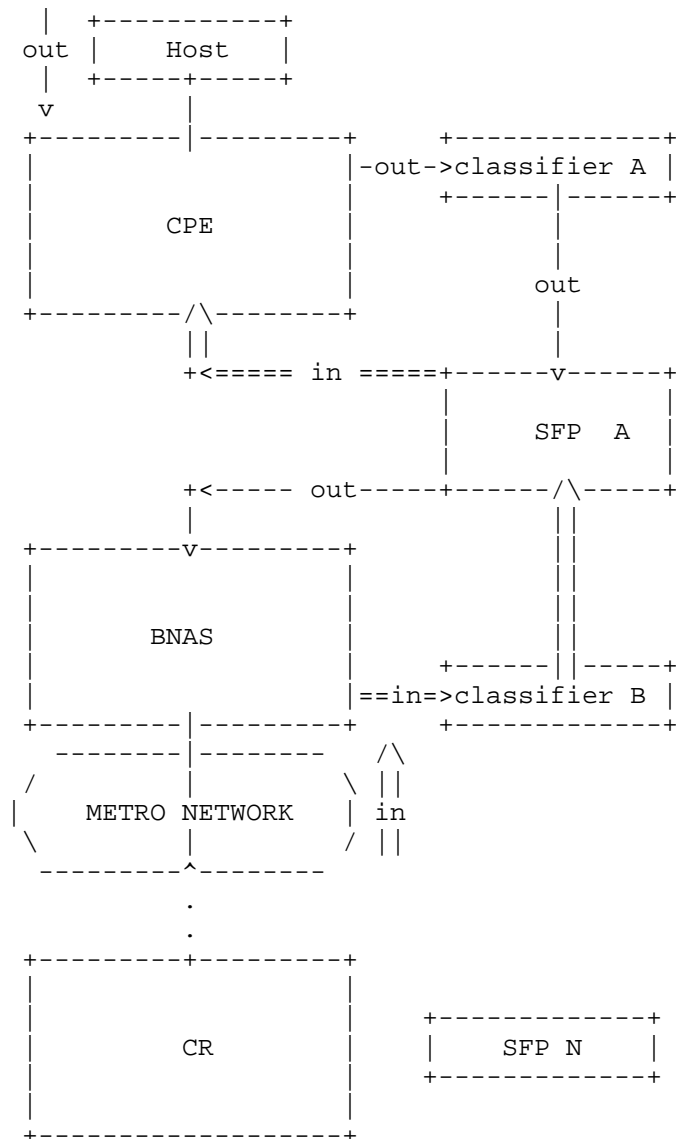 out
Host
-out->classifier A
CPE
out
in
SFP A
out
BNAS
==in=>classifier B
METRO NETWORK
in
CR
SFP N